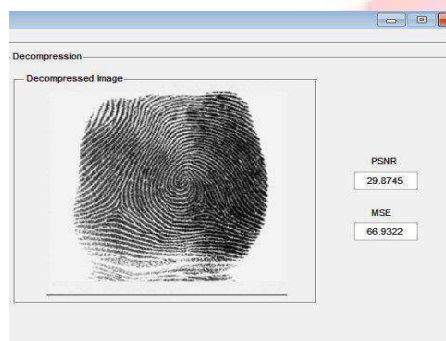 Decompression
Decompressed Image
PSNR
29.8745
MSE
66.9322